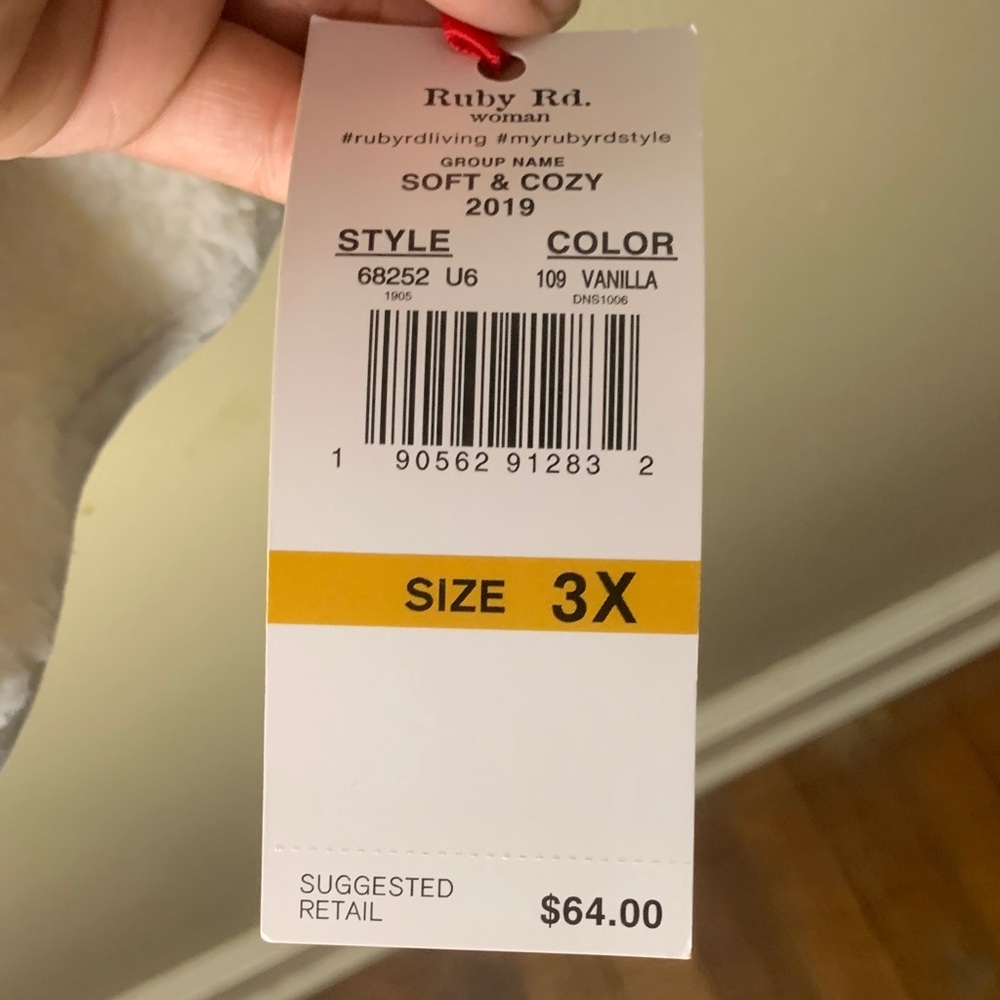 Ruby Rd.
woman
#rubyrdliving #myrubyrdstyle
GROUP NAME
SOFT & COZY
2019
STYLE COLOR
68252 U6 109 VANILLA
1905 DNS1006
1 90562 91283 2
SIZE 3X
SUGGESTED
RETAIL $64.00